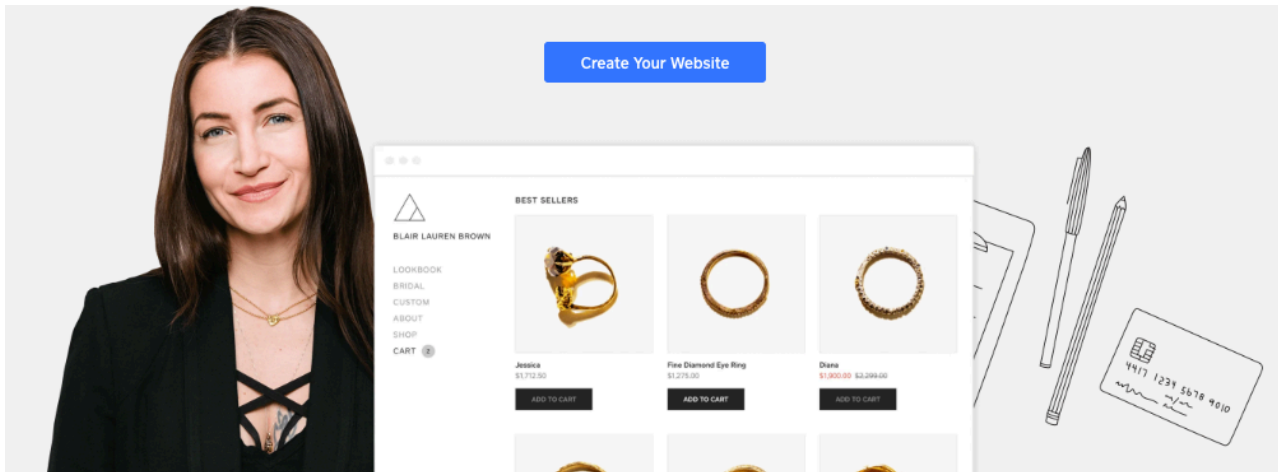 Create Your Website
BEST SELLERS
BLAIR LAUREN BROWN
LOOKBOOK
BRIDAL
CUSTOM
ABOUT
SHOP
CART 2
Jessica
$1,712.50
ADD TO CART
Fine Diamond Eye Ring
$1,275.00
ADD TO CART
Diana
$1,900.00 $2,299.00
ADD TO CART
4417 1234 5678 9010